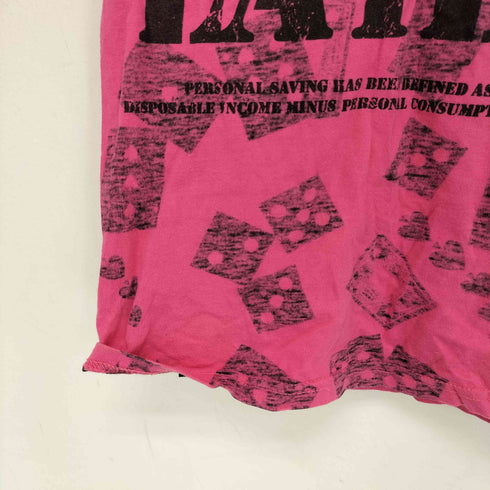 PERSONAL SAVING HAS BEE DEFINED AS
DISPOSABLE INCOME MINUS PERSONAL CONSUMPT